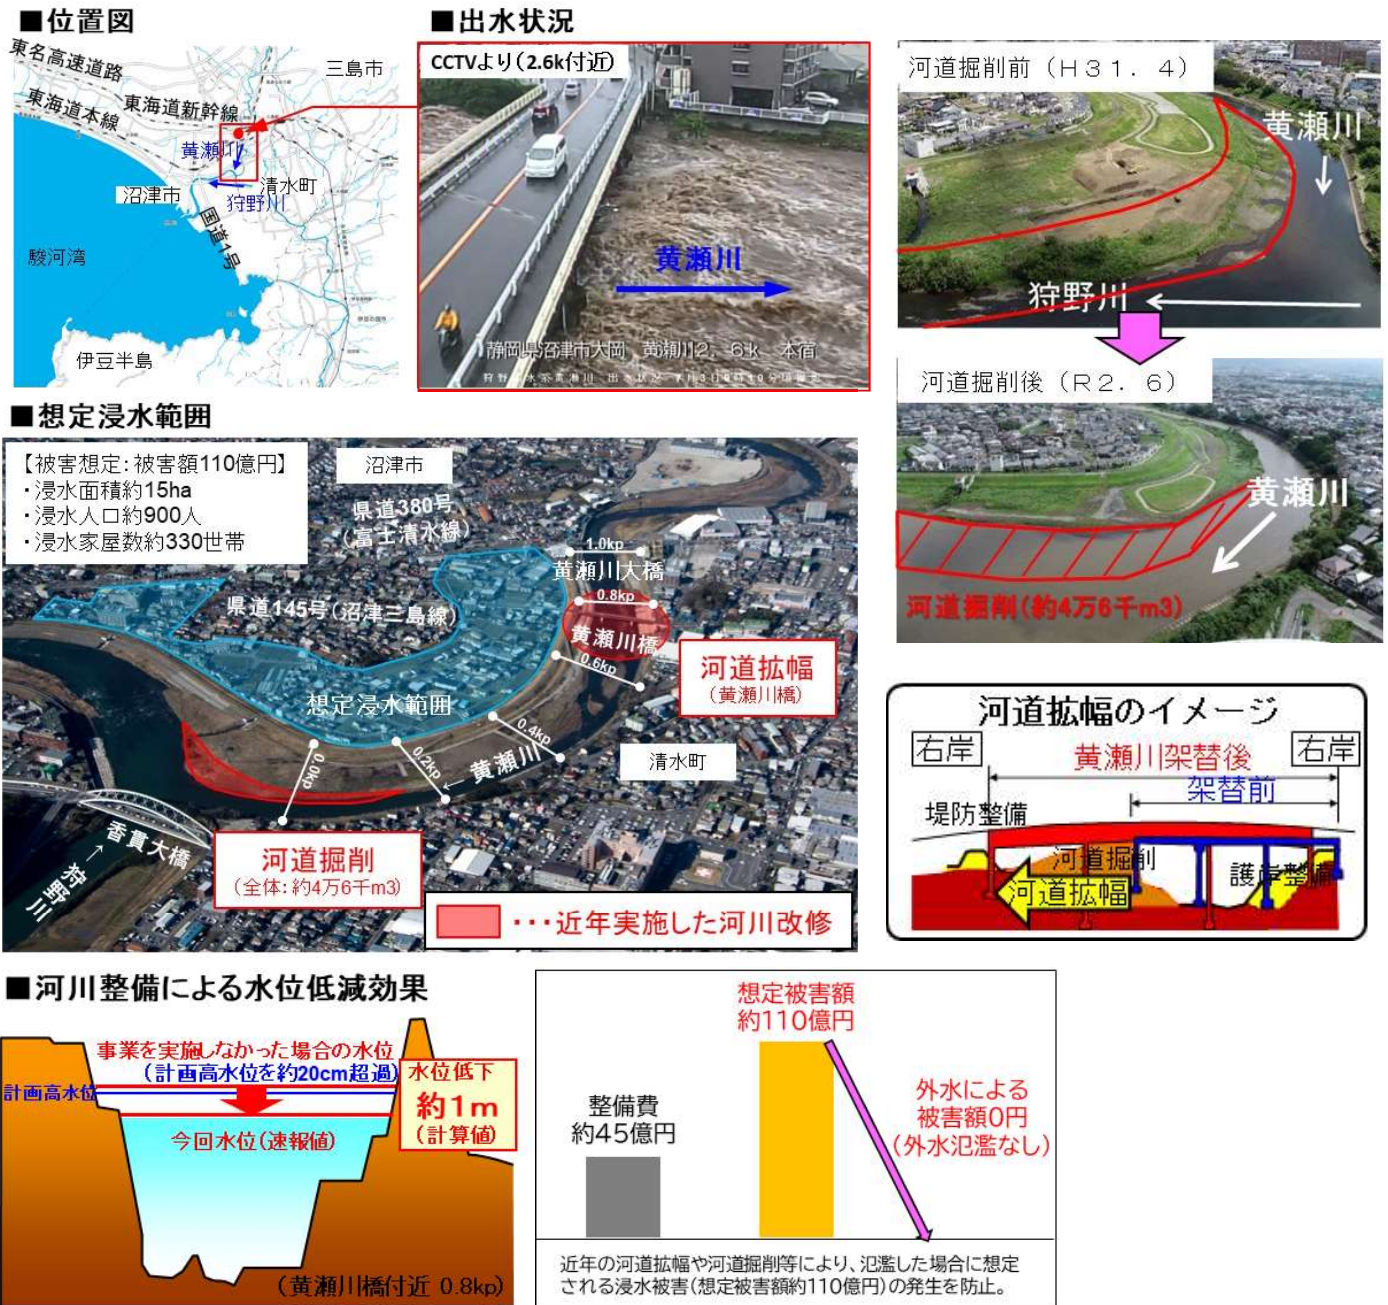 ■位置図
東名高速道路
三島市
東海道新幹線
東海道本線
黄瀬川
清水町
沼津市
狩野川
国道1号
駿河湾
伊豆半島
■出水状況
CCTVより(2.6k付近)
黄瀬川
静岡県沼津市大岡 黄瀬川12.6k 本宿
河道掘削前(H31.4)
黄瀬川
狩野川
河道掘削後(R2.6)
黄瀬川
河道掘削(約4万6千m3)
■想定浸水範囲
【被害想定:被害額110億円】
・浸水面積約15ha
・浸水人口約900人
・浸水家屋数約330世帯
沼津市
県道380号
(富士清水線)
1.0kp
黄瀬川大橋
0.8kp
県道145号(沼津三島線)
黄瀬川橋
0.6kp
河道拡幅
(黄瀬川橋)
想定浸水範囲
0.4kp
0.2kp
0.0kp
←黄瀬川
清水町
香貫大橋
狩野川→
河道掘削
(全体:約4万6千m3)
・・・近年実施した河川改修
河道拡幅のイメージ
右岸
右岸
黄瀬川架替後
架替前
堤防整備
河道掘削
護岸整備
河道拡幅
■河川整備による水位低減効果
事業を実施しなかった場合の水位
(計画高水位を約20cm超過)
計画高水位
水位低下
約1m
(計算値)
今回水位(速報値)
(黄瀬川橋付近 0.8kp)
想定被害額
約110億円
整備費
約45億円
外水による
被害額0円
(外水氾濫なし)
近年の河道拡幅や河道掘削等により、氾濫した場合に想定
される浸水被害(想定被害額約110億円)の発生を防止。